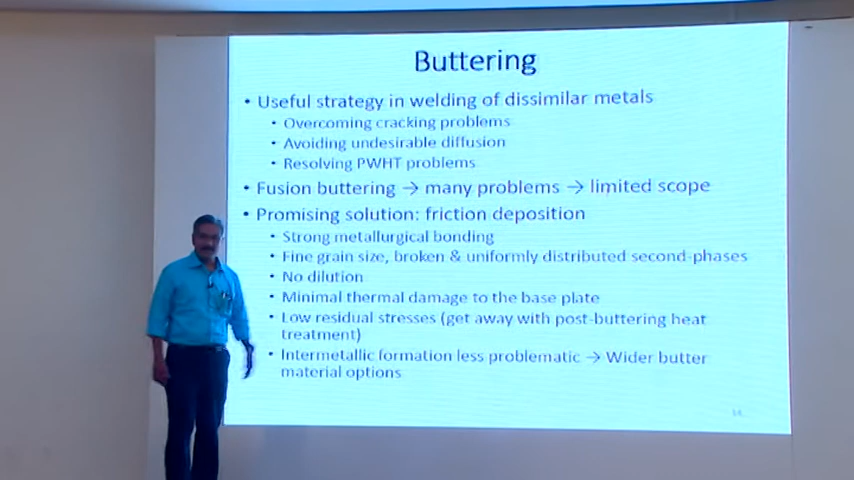 Buttering
• Useful strategy in welding of dissimilar metals
• Overcoming cracking problems
• Avoiding undesirable diffusion
• Resolving PWHT problems
• Fusion buttering → many problems → limited scope
• Promising solution: friction deposition
• Strong metallurgical bonding
• Fine grain size, broken & uniformly distributed second-phases
• No dilution
• Minimal thermal damage to the base plate
• Low residual stresses (get away with post-buttering heat
treatment)
• Intermetallic formation less problematic → Wider butter
material options